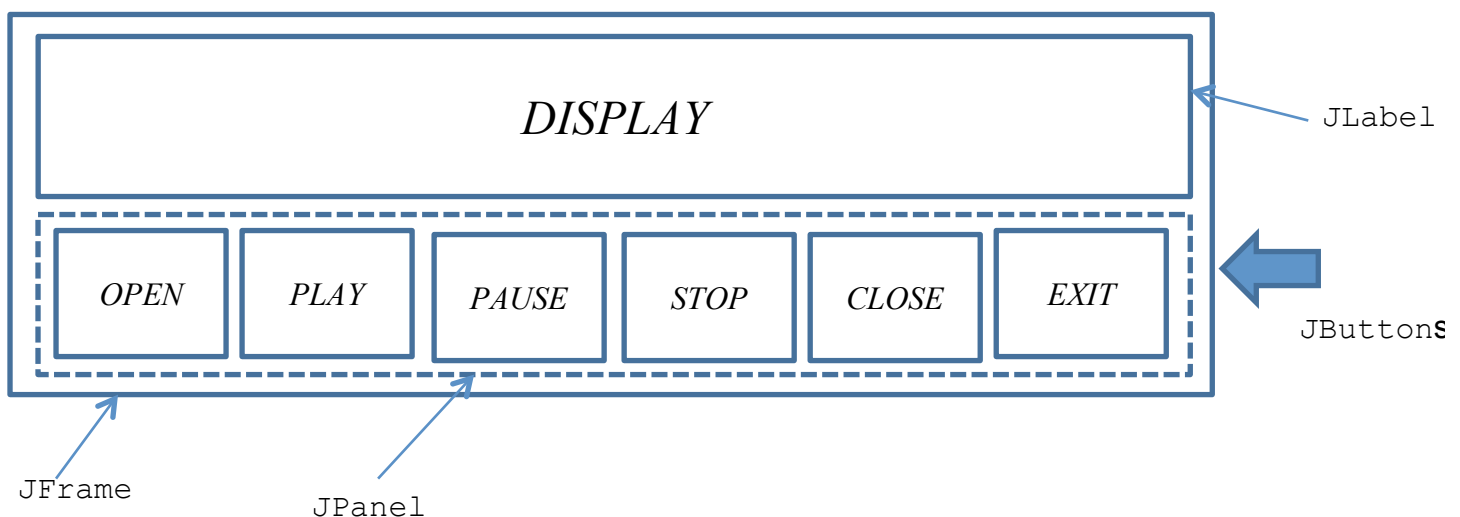 DISPLAY
JLabel
OPEN PLAY PAUSE STOP CLOSE EXIT
JButtons
JFrame
JPanel